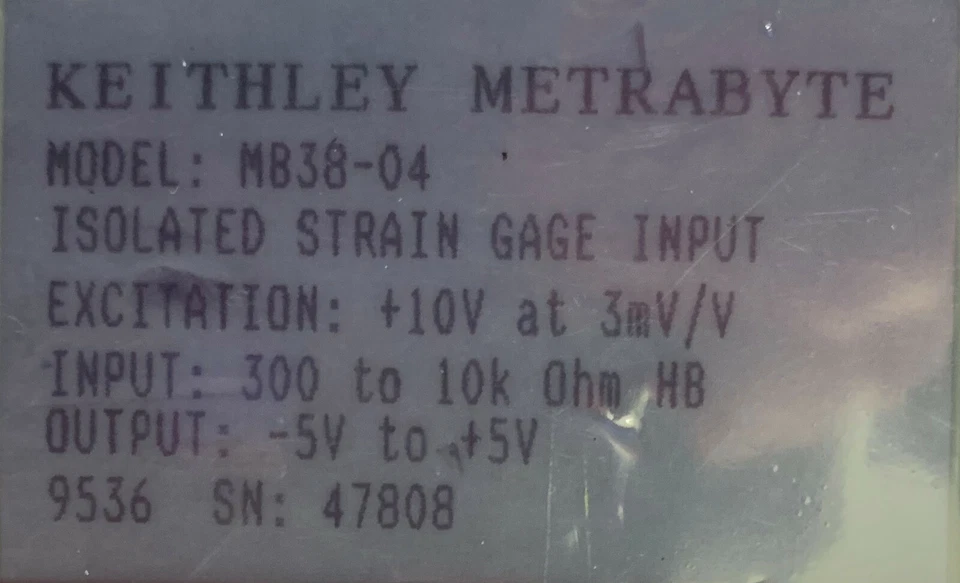 KEITHLEY METRABYTE
MODEL: MB38-04
ISOLATED STRAIN GAGE INPUT
EXCITATION: +10V at 3mV/V
INPUT: 300 to 10k Ohm HB
OUTPUT: -5V to +5V
9536 SN: 47808